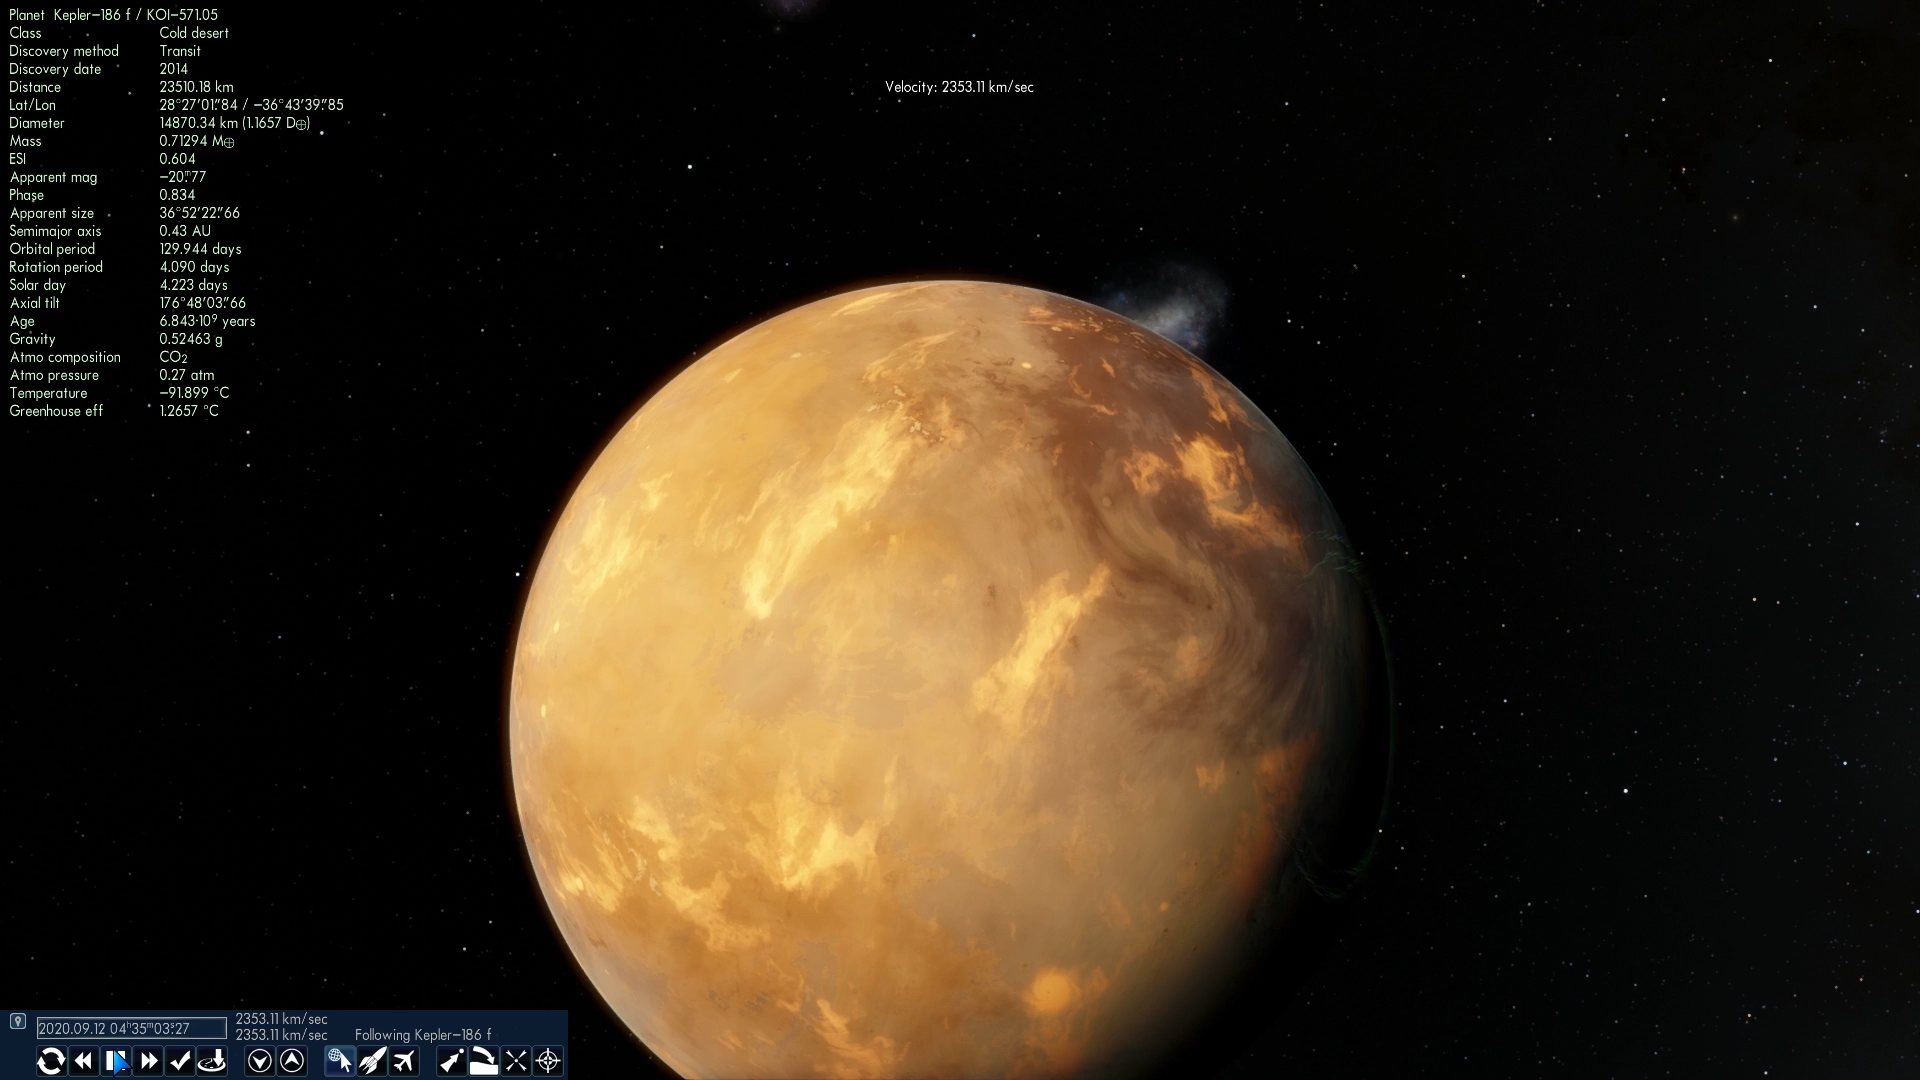 Planet Kepler-186 f / KOI-571.05
Class Cold desert
Discovery method Transit
Discovery date 2014
Distance 23510.18 km
Lat/Lon 28°27'01."84 / -36°43'39."85
Diameter 14870.34 km (1.1657 D⊕)
Mass 0.71294 M⊕
ESI 0.604
Apparent mag -20.ᵐ77
Phase 0.834
Apparent size 36°52'22."66
Semimajor axis 0.43 AU
Orbital period 129.944 days
Rotation period 4.090 days
Solar day 4.223 days
Axial tilt 176°48'03."66
Age 6.843·10⁹ years
Gravity 0.52463 g
Atmo composition CO₂
Atmo pressure 0.27 atm
Temperature -91.899 °C
Greenhouse eff 1.2657 °C
Velocity: 2353.11 km/sec
2020.09.12 04ʰ35ᵐ03.ˢ27
2353.11 km/sec
2353.11 km/sec Following Kepler-186 f